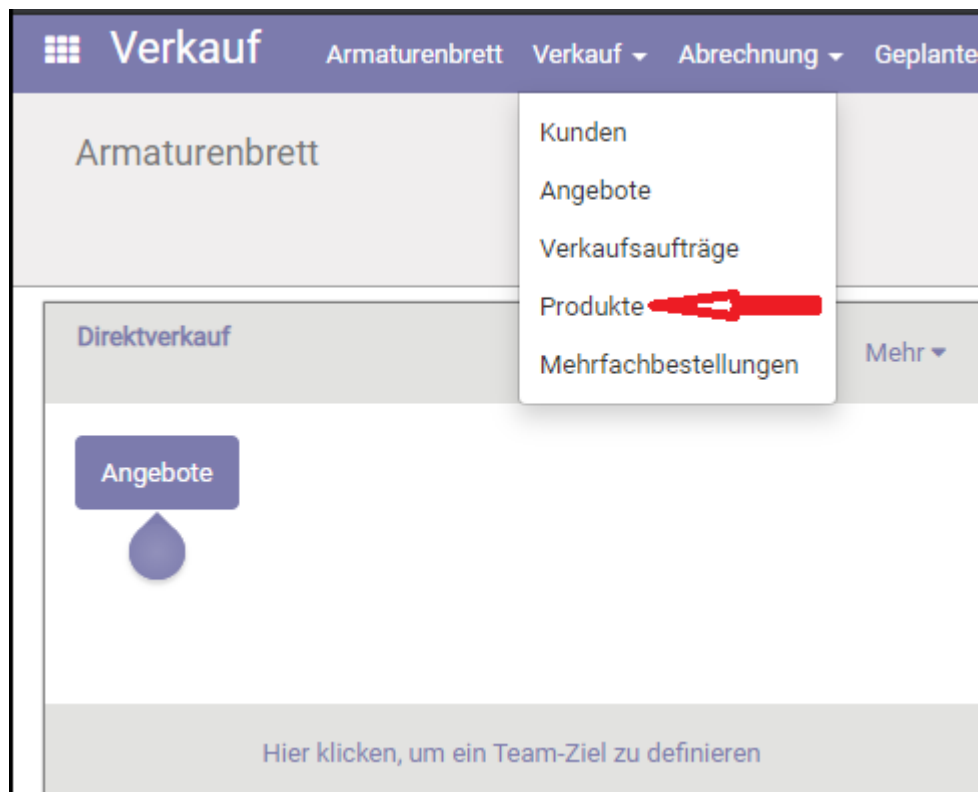 Verkauf Armaturenbrett Verkauf Abrechnung Geplante
Armaturenbrett
Kunden
Angebote
Verkaufsaufträge
Produkte
Mehrfachbestellungen
Direktverkauf
Mehr
Angebote
Hier klicken, um ein Team-Ziel zu definieren